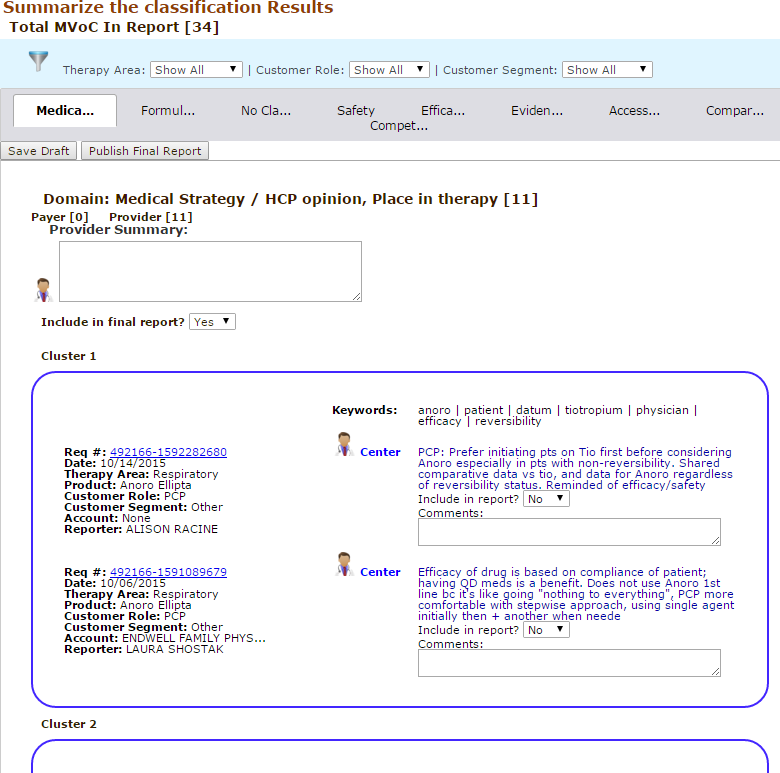 Summarize the classification Results
Total MVoC In Report [34]
Therapy Area: Show All | Customer Role: Show All | Customer Segment: Show All
Medica... Formul... No Cla... Safety Effica... Eviden... Access... Compar...
Compet...
Save Draft Publish Final Report
Domain: Medical Strategy / HCP opinion, Place in therapy [11]
Payer [0] Provider [11]
Provider Summary:
Include in final report? Yes
Cluster 1
Keywords: anoro | patient | datum | tiotropium | physician |
efficacy | reversibility
Req #: 492166-1592282680
Date: 10/14/2015
Therapy Area: Respiratory
Product: Anoro Ellipta
Customer Role: PCP
Customer Segment: Other
Account: None
Reporter: ALISON RACINE
Center
PCP: Prefer initiating pts on Tio first before considering
Anoro especially in pts with non-reversibility. Shared
comparative data vs tio, and data for Anoro regardless
of reversibility status. Reminded of efficacy/safety
Include in report? No
Comments:
Req #: 492166-1591089679
Date: 10/06/2015
Therapy Area: Respiratory
Product: Anoro Ellipta
Customer Role: PCP
Customer Segment: Other
Account: ENDWELL FAMILY PHYS...
Reporter: LAURA SHOSTAK
Center
Efficacy of drug is based on compliance of patient;
having QD meds is a benefit. Does not use Anoro 1st
line bc it's like going "nothing to everything", PCP more
comfortable with stepwise approach, using single agent
initially then + another when neede
Include in report? No
Comments:
Cluster 2